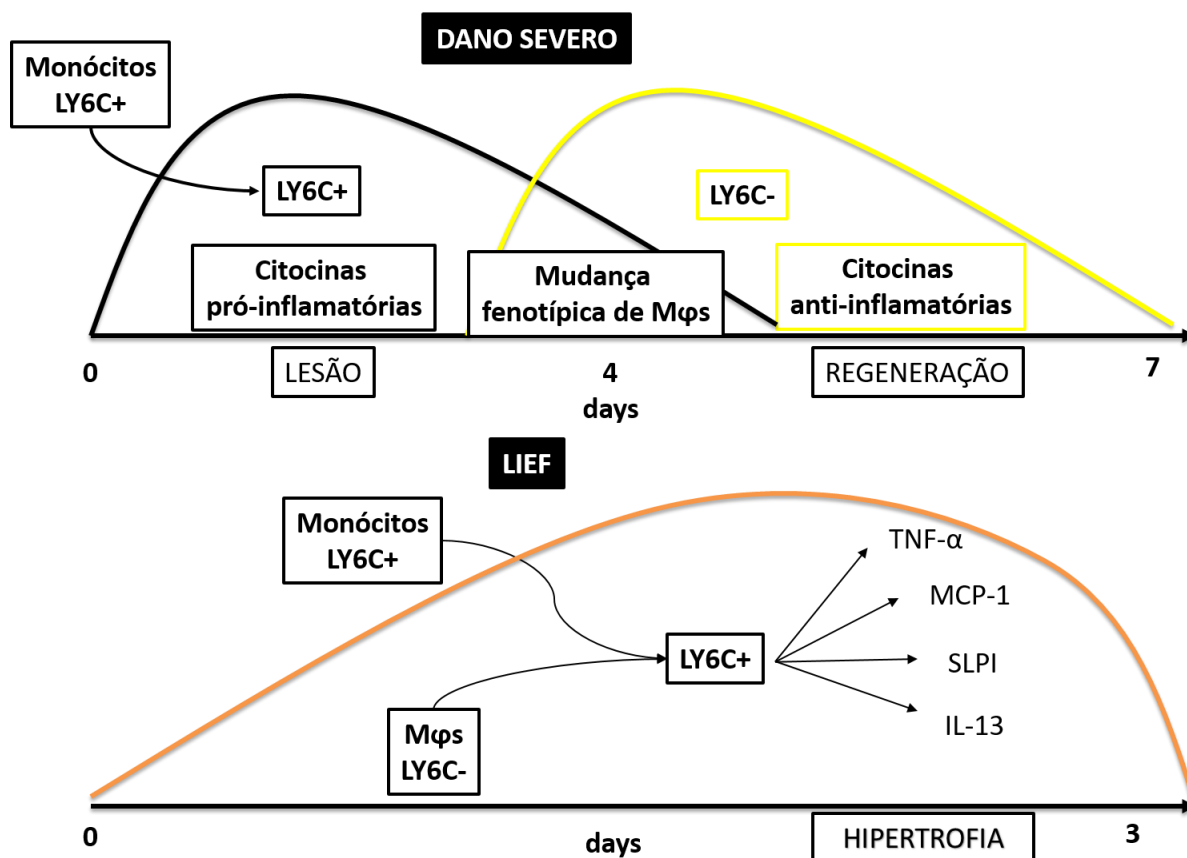 DANO SEVERO
Monócitos
LY6C+
LY6C+
LY6C-
Citocinas
pró-inflamatórias
Mudança
fenotípica de Mφs
Citocinas
anti-inflamatórias
0
LESÃO
4
days
REGENERAÇÃO
7
LIEF
Monócitos
LY6C+
TNF-α
MCP-1
LY6C+
SLPI
IL-13
Mφs
LY6C-
0
days
HIPERTROFIA
3